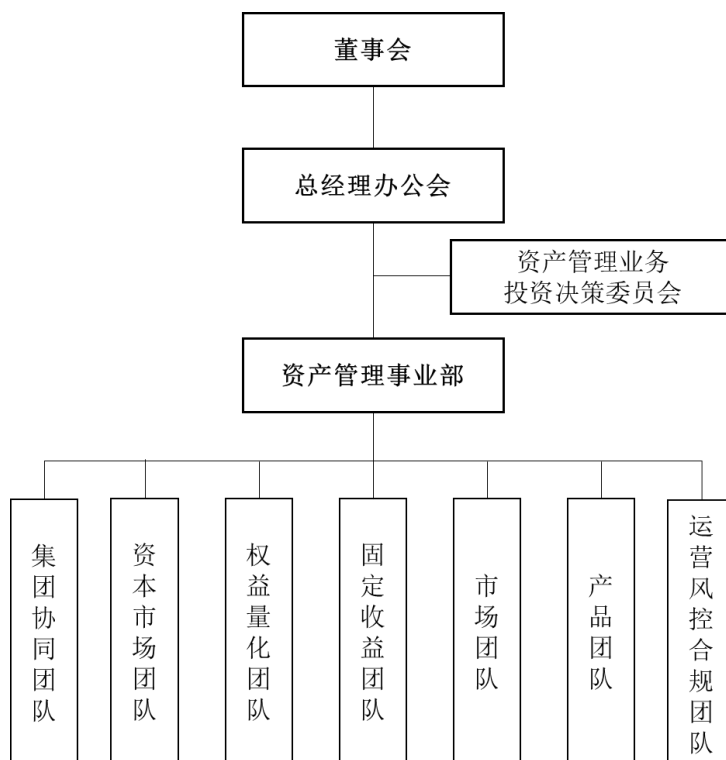 董事会
总经理办公会
资产管理业务
投资决策委员会
资产管理事业部
集团协同团队
资本市场团队
权益量化团队
固定收益团队
市场团队
产品团队
运营风控合规团队